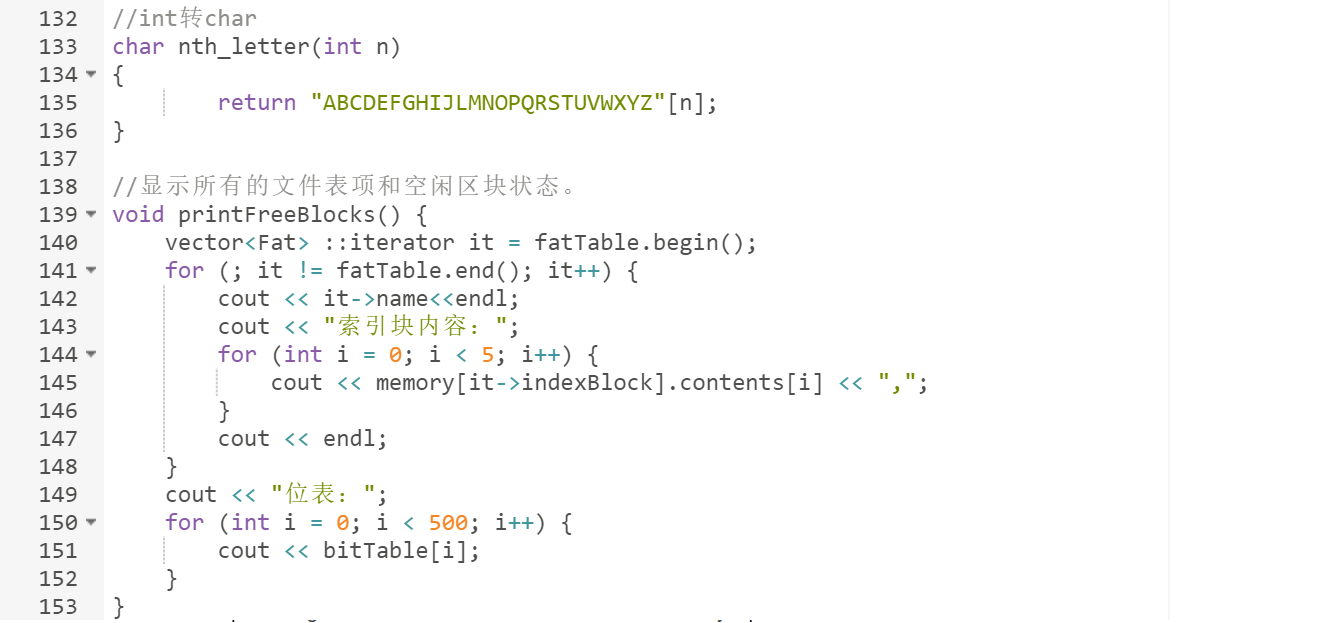 132 //int转char
133 char nth_letter(int n)
134 {
135 return "ABCDEFGHIJLMNOPQRSTUVWXYZ"[n];
136 }
137
138 //显示所有的文件表项和空闲区块状态。
139 void printFreeBlocks() {
140 vector<Fat> ::iterator it = fatTable.begin();
141 for (; it != fatTable.end(); it++) {
142 cout << it->name<<endl;
143 cout << "索引块内容：";
144 for (int i = 0; i < 5; i++) {
145 cout << memory[it->indexBlock].contents[i] << ",";
146 }
147 cout << endl;
148 }
149 cout << "位表：";
150 for (int i = 0; i < 500; i++) {
151 cout << bitTable[i];
152 }
153 }